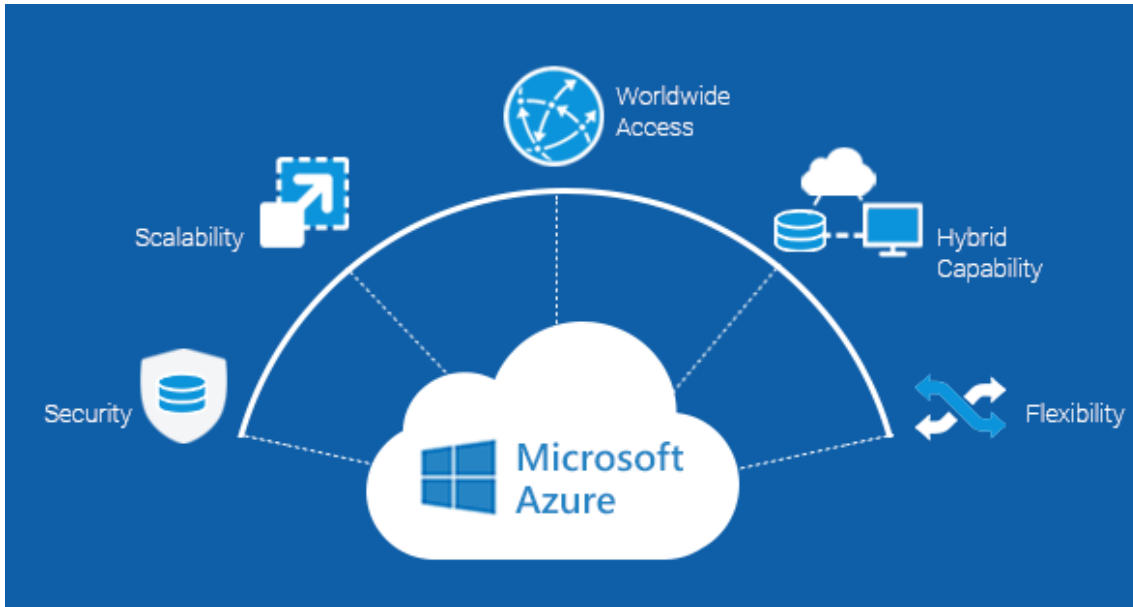 Worldwide
Access
Scalability
Hybrid
Capability
Security
Flexibility
Microsoft
Azure